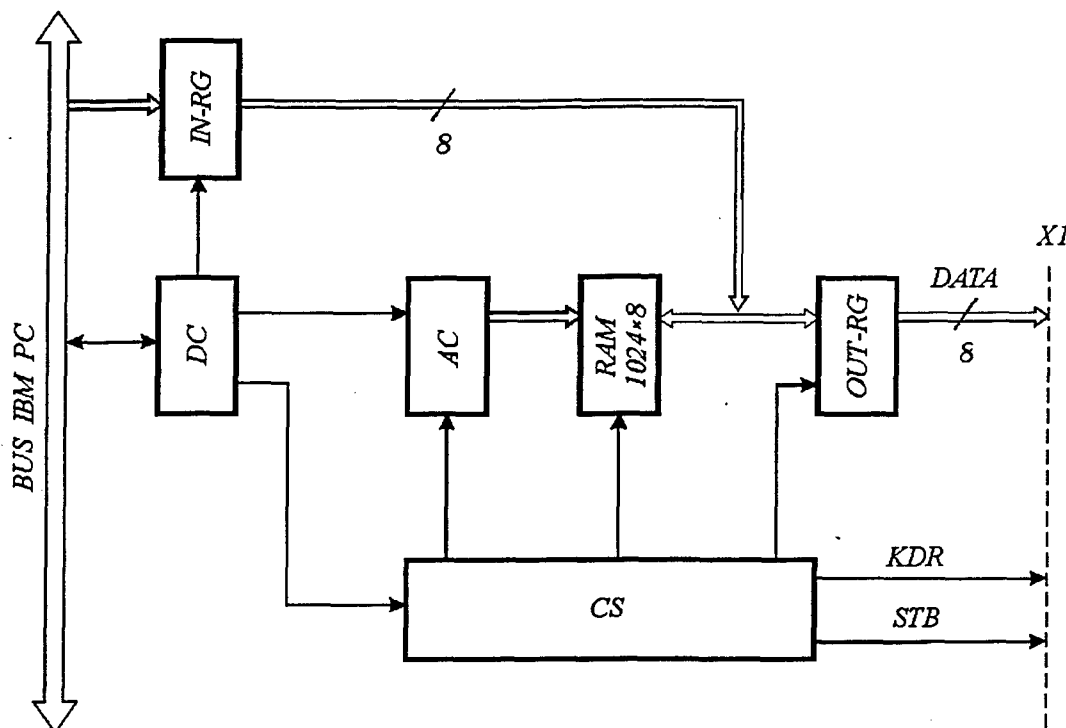 BUS IBM PC
IN-RG
8
DC
AC
RAM
1024×8
OUT-RG
DATA
8
X1
CS
KDR
STB